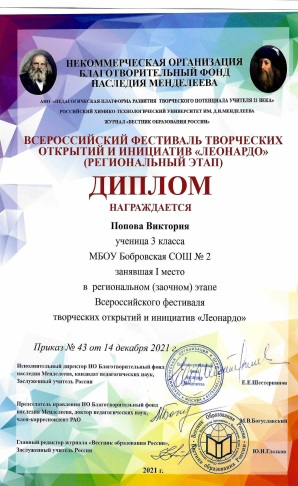 НЕКОММЕРЧЕСКАЯ ОРГАНИЗАЦИЯ
БЛАГОТВОРИТЕЛЬНЫЙ ФОНД
НАСЛЕДИЯ МЕНДЕЛЕЕВА
АНО «ПЕДАГОГИЧЕСКАЯ ПЛАТФОРМА РАЗВИТИЯ ТВОРЧЕСКОГО ПОТЕНЦИАЛА УЧИТЕЛЯ 21 ВЕКА»
РОССИЙСКИЙ ХИМИКО-ТЕХНОЛОГИЧЕСКИЙ УНИВЕРСИТЕТ ИМ. Д.И.МЕНДЕЛЕЕВА
ЖУРНАЛ «ВЕСТНИК ОБРАЗОВАНИЯ РОССИИ»
ВСЕРОССИЙСКИЙ ФЕСТИВАЛЬ ТВОРЧЕСКИХ
ОТКРЫТИЙ И ИНИЦИАТИВ «ЛЕОНАРДО»
(РЕГИОНАЛЬНЫЙ ЭТАП)
ДИПЛОМ
НАГРАЖДАЕТСЯ
Попова Виктория
ученица 3 класса
МБОУ Бобровская СОШ № 2
занявшая I место
в региональном (заочном) этапе
Всероссийского фестиваля
творческих открытий и инициатив «Леонардо»
Приказ № 43 от 14 декабря 2021 г.
Исполнительный директор НО Благотворительный фонд
наследия Менделеева, кандидат педагогических наук,
Заслуженный учитель России
Е.Е.Шестернинов
Председатель правления НО Благотворительный фонд
наследия Менделеева, доктор педагогических наук,
член-корреспондент РАО
М.В.Богуславский
Главный редактор журнала «Вестник образования России»
Заслуженный учитель России
Ю.Н.Глазков
2021 г.